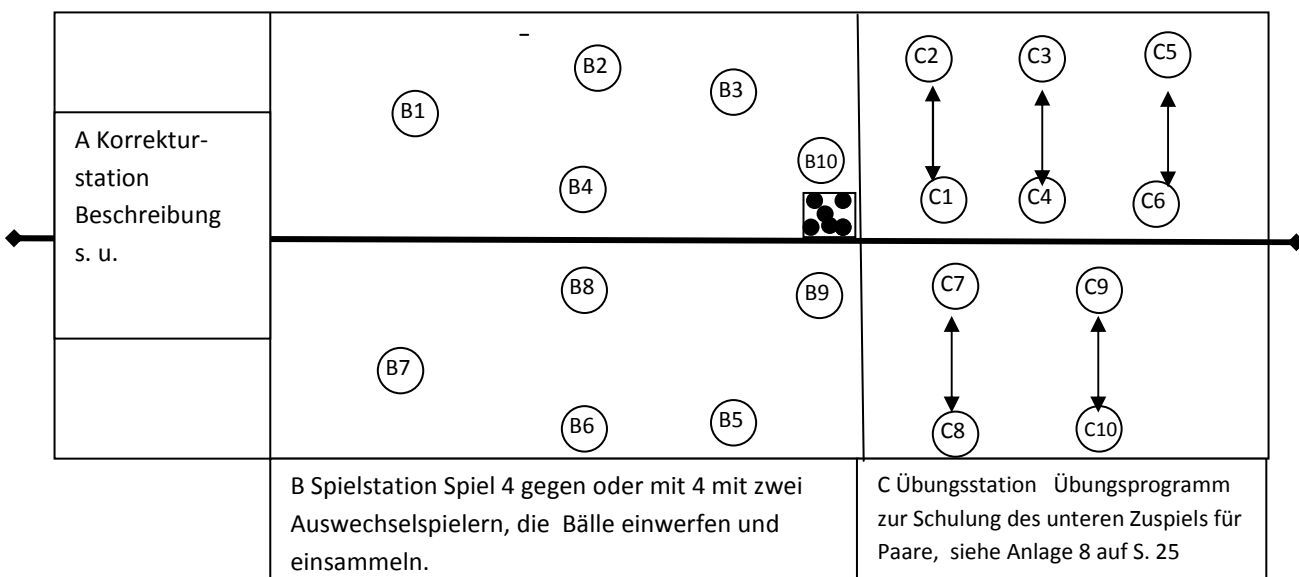 A Korrektur-
station
Beschreibung
s. u.
B1
B2
B3
B4
B10
B8
B9
B7
B6
B5
C2
C3
C5
C1
C4
C6
C7
C9
C8
C10
B Spielstation Spiel 4 gegen oder mit 4 mit zwei
Auswechselspielern, die Bälle einwerfen und
einsammeln.
C Übungsstation Übungsprogramm
zur Schulung des unteren Zuspiels für
Paare, siehe Anlage 8 auf S. 25